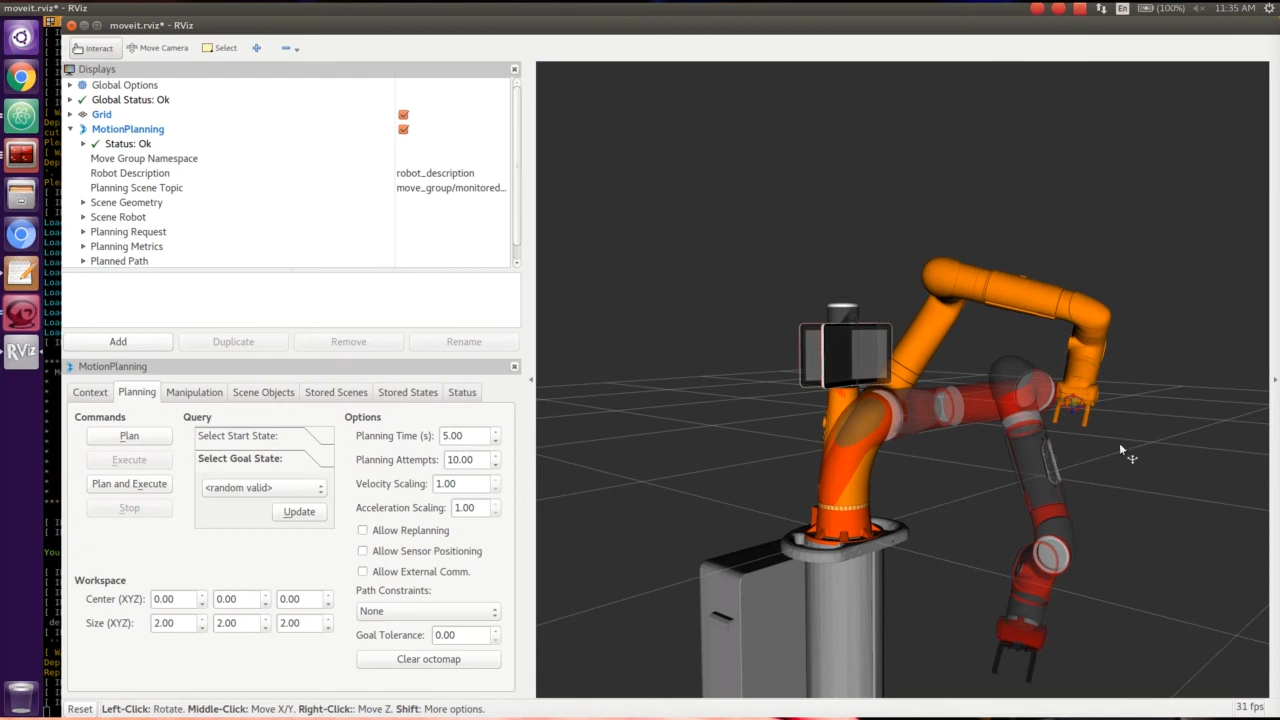 moveit.rviz* - RViz
En
(100%)
11:35 AM
moveit.rviz* - RViz
Interact
Move Camera
Select
Displays
Global Options
Global Status: Ok
Grid
MotionPlanning
Status: Ok
Move Group Namespace
Robot Description robot_description
Planning Scene Topic move_group/monitored...
Scene Geometry
Scene Robot
Planning Request
Planning Metrics
Planned Path
Add Duplicate Remove Rename
MotionPlanning
Context Planning Manipulation Scene Objects Stored Scenes Stored States Status
Commands
Plan
Execute
Plan and Execute
Stop
Query
Select Start State:
Select Goal State:
<random valid>
Update
Options
Planning Time (s): 5.00
Planning Attempts: 10.00
Velocity Scaling: 1.00
Acceleration Scaling: 1.00
Allow Replanning
Allow Sensor Positioning
Allow External Comm.
Path Constraints:
None
Goal Tolerance: 0.00
Clear octomap
Workspace
Center (XYZ): 0.00 0.00 0.00
Size (XYZ): 2.00 2.00 2.00
Reset Left-Click: Rotate. Middle-Click: Move X/Y. Right-Click:: Move Z. Shift: More options.
31 fps
RViz